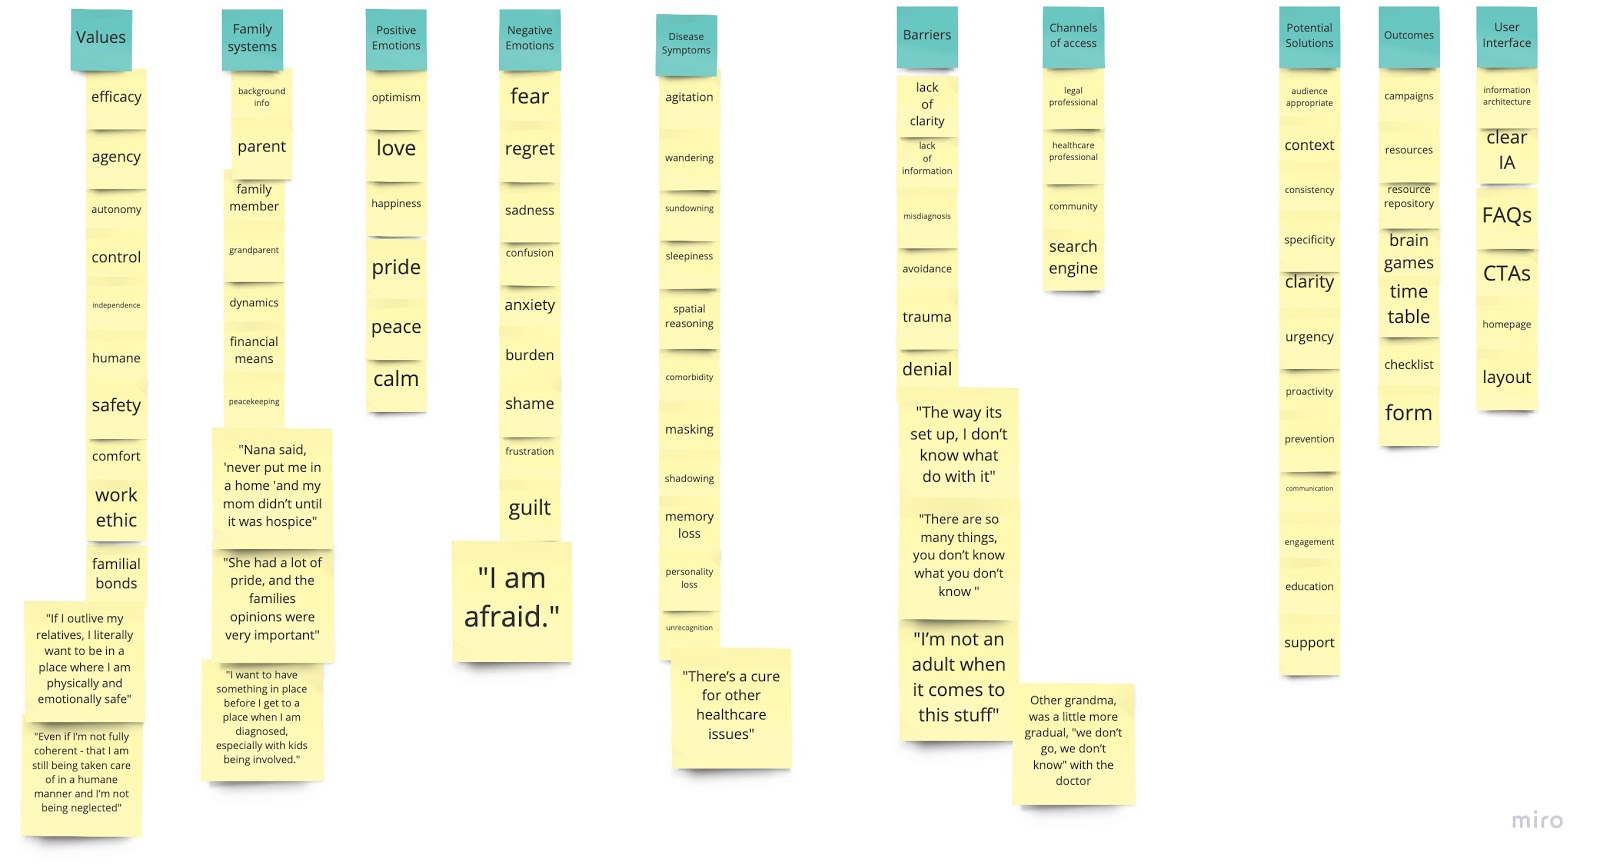 Values
efficacy
agency
autonomy
control
independence
humane
safety
comfort
work
ethic
familial
bonds
"If I outlive my
relatives, I literally
want to be in a
place where I am
physically and
emotionally safe"
"Even if I'm not fully
coherent - that I am
still being taken care
of in a humane
manner and I'm not
being neglected"
Family
systems
background
info
parent
family
member
grandparent
dynamics
financial
means
peacekeeping
"Nana said,
'never put me in
a home 'and my
mom didn't until
it was hospice"
"She had a lot of
pride, and the
families
opinions were
very important"
"I want to have
something in place
before I get to a
place when I am
diagnosed,
especially with kids
being involved."
Positive
Emotions
optimism
love
happiness
pride
peace
calm
Negative
Emotions
fear
regret
sadness
confusion
anxiety
burden
shame
frustration
guilt
"I am
afraid."
Disease
Symptoms
agitation
wandering
sundowning
sleepiness
spatial
reasoning
comorbidity
masking
shadowing
memory
loss
personality
loss
unrecognition
"There's a cure
for other
healthcare
issues"
Barriers
lack
of
clarity
lack
of
information
misdiagnosis
avoidance
trauma
denial
"The way its
set up, I don't
know what
do with it"
"There are so
many things,
you don't know
what you don't
know "
"I'm not an
adult when
it comes to
this stuff"
Other grandma,
was a little more
gradual, "we don't
go, we don't
know" with the
doctor
Channels
of access
legal
professional
healthcare
professional
community
search
engine
Potential
Solutions
audience
appropriate
context
consistency
specificity
clarity
urgency
proactivity
prevention
communication
engagement
education
support
Outcomes
campaigns
resources
resource
repository
brain
games
time
table
checklist
form
User
Interface
information
architecture
clear
IA
FAQs
CTAs
homepage
layout
miro